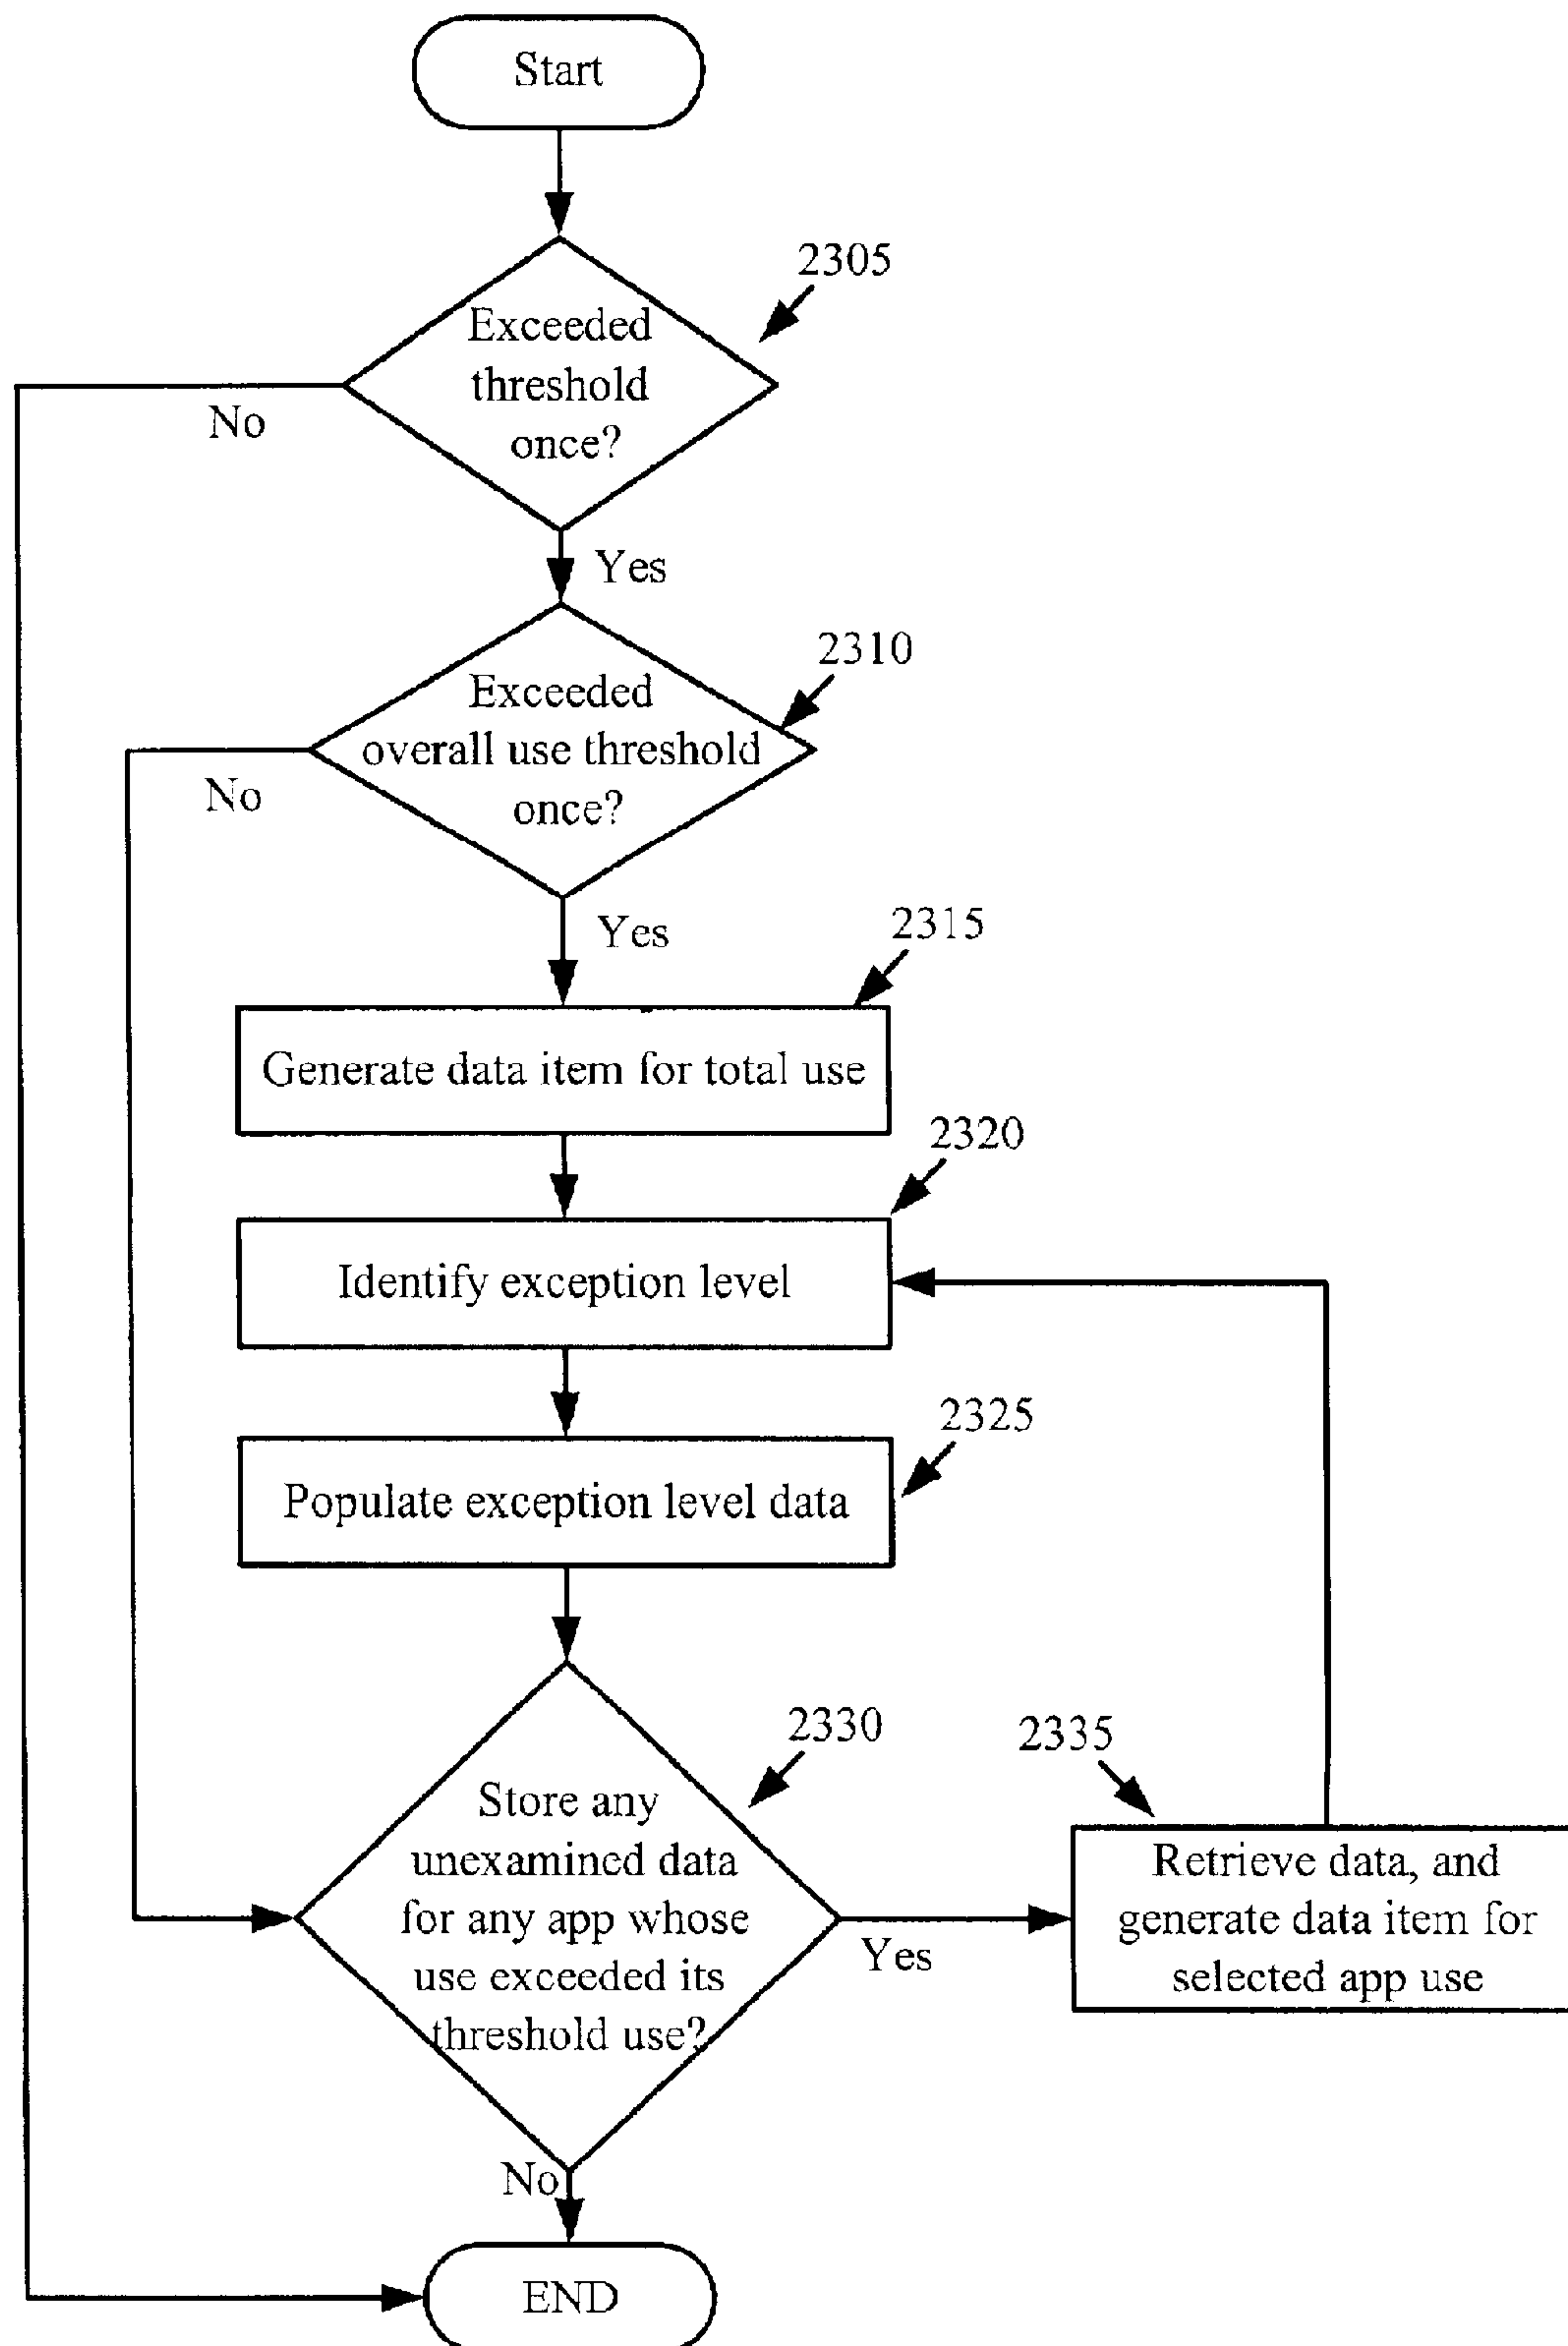 Start
2305
Exceeded
threshold
once?
No
Yes
2310
Exceeded
overall use threshold
once?
No
Yes
2315
Generate data item for total use
2320
Identify exception level
2325
Populate exception level data
2330
2335
Store any
unexamined data
for any app whose
use exceeded its
threshold use?
Yes
Retrieve data, and
generate data item for
selected app use
No
END